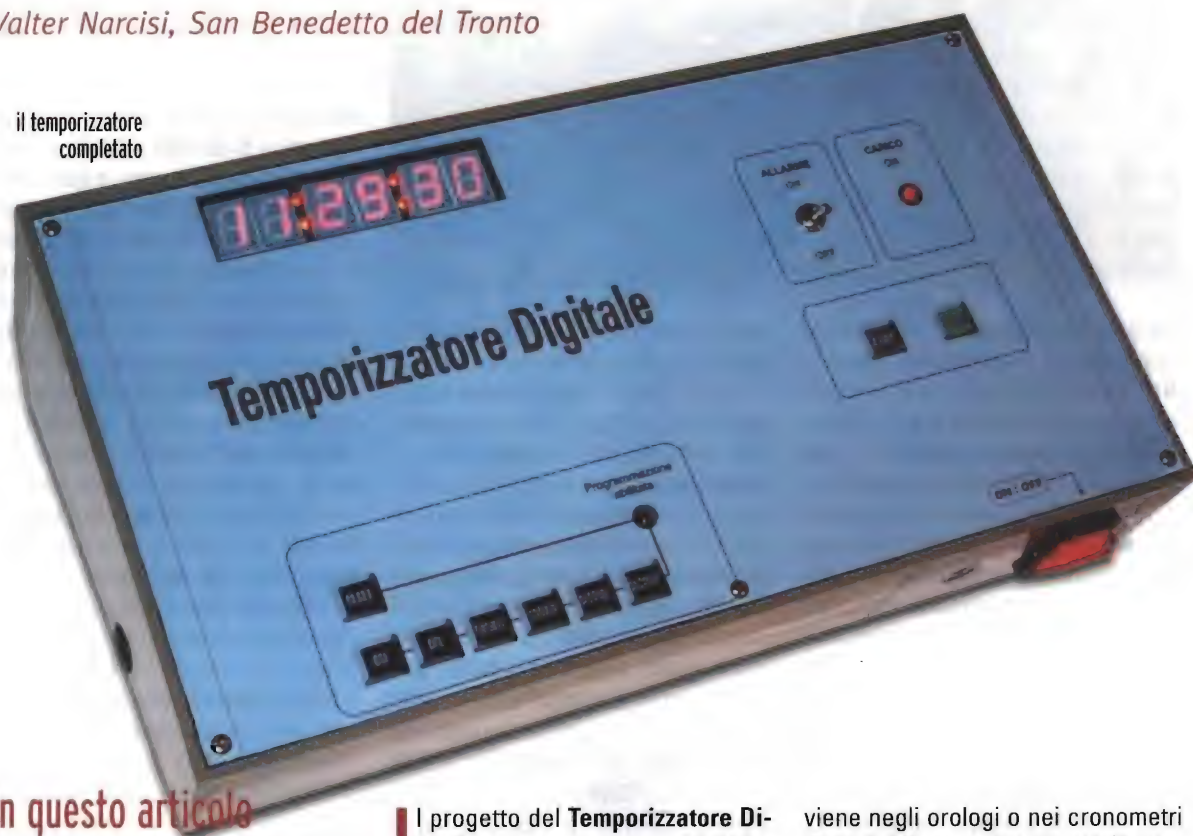 Valter Narcisi, San Benedetto del Tronto
il temporizzatore
completato
11:29:30
ALLARME
ON
OFF
CARICO
ON
Temporizzatore Digitale
Programmazione
abilitata
RESET
ON : OFF
n questo articolo
l progetto del Temporizzatore Di-
viene negli orologi o nei cronometri